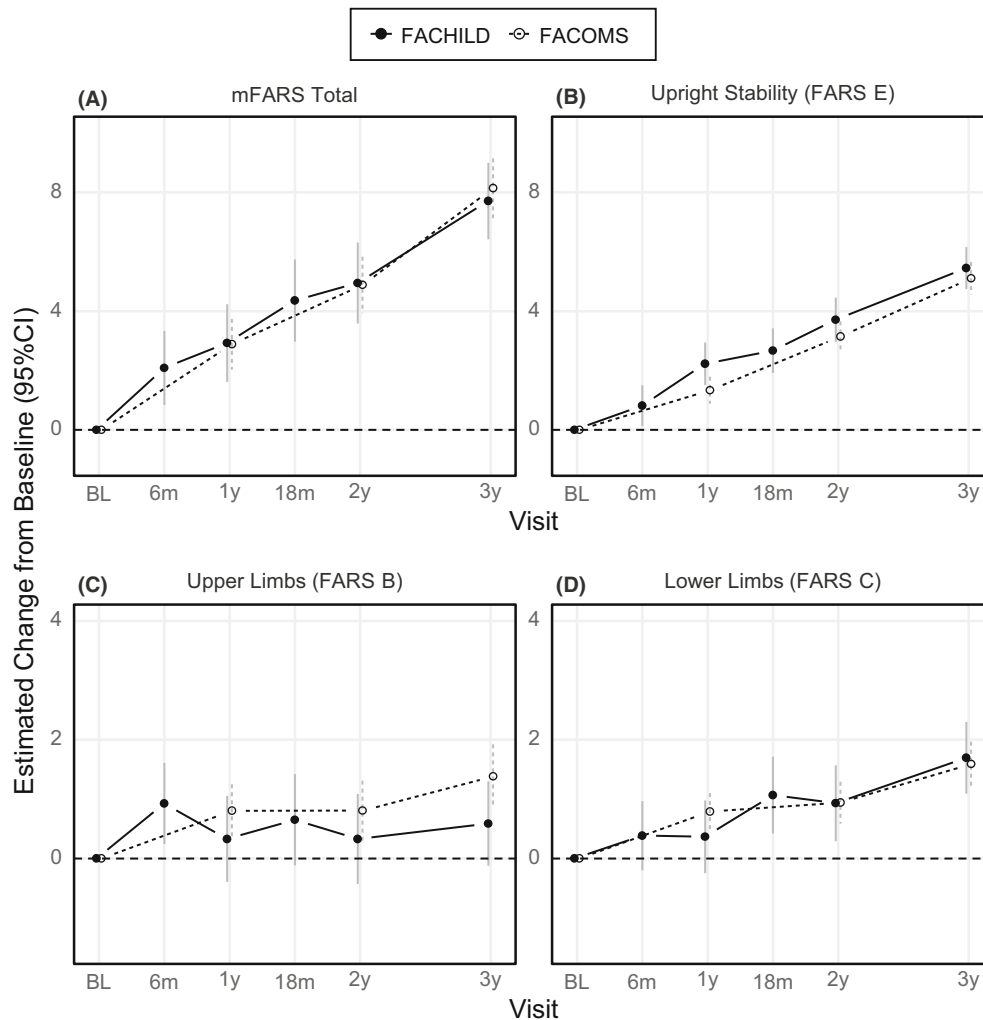 FACHILD FACOMS
(A) mFARS Total
(B) Upright Stability (FARS E)
Estimated Change from Baseline (95%CI)
8
4
0
BL 6m 1y 18m 2y 3y
Visit
BL 6m 1y 18m 2y 3y
Visit
(C) Upper Limbs (FARS B)
(D) Lower Limbs (FARS C)
4
2
0
BL 6m 1y 18m 2y 3y
Visit
8
4
0
4
2
0
BL 6m 1y 18m 2y 3y
Visit